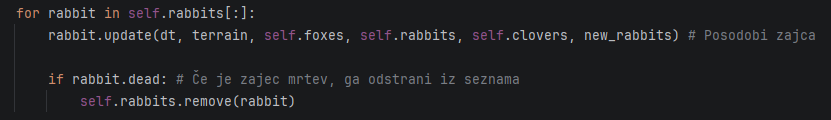 for rabbit in self.rabbits[:]:
    rabbit.update(dt, terrain, self.foxes, self.rabbits, self.clovers, new_rabbits) # Posodobi zajca

    if rabbit.dead: # Če je zajec mrtev, ga odstrani iz seznama
        self.rabbits.remove(rabbit)